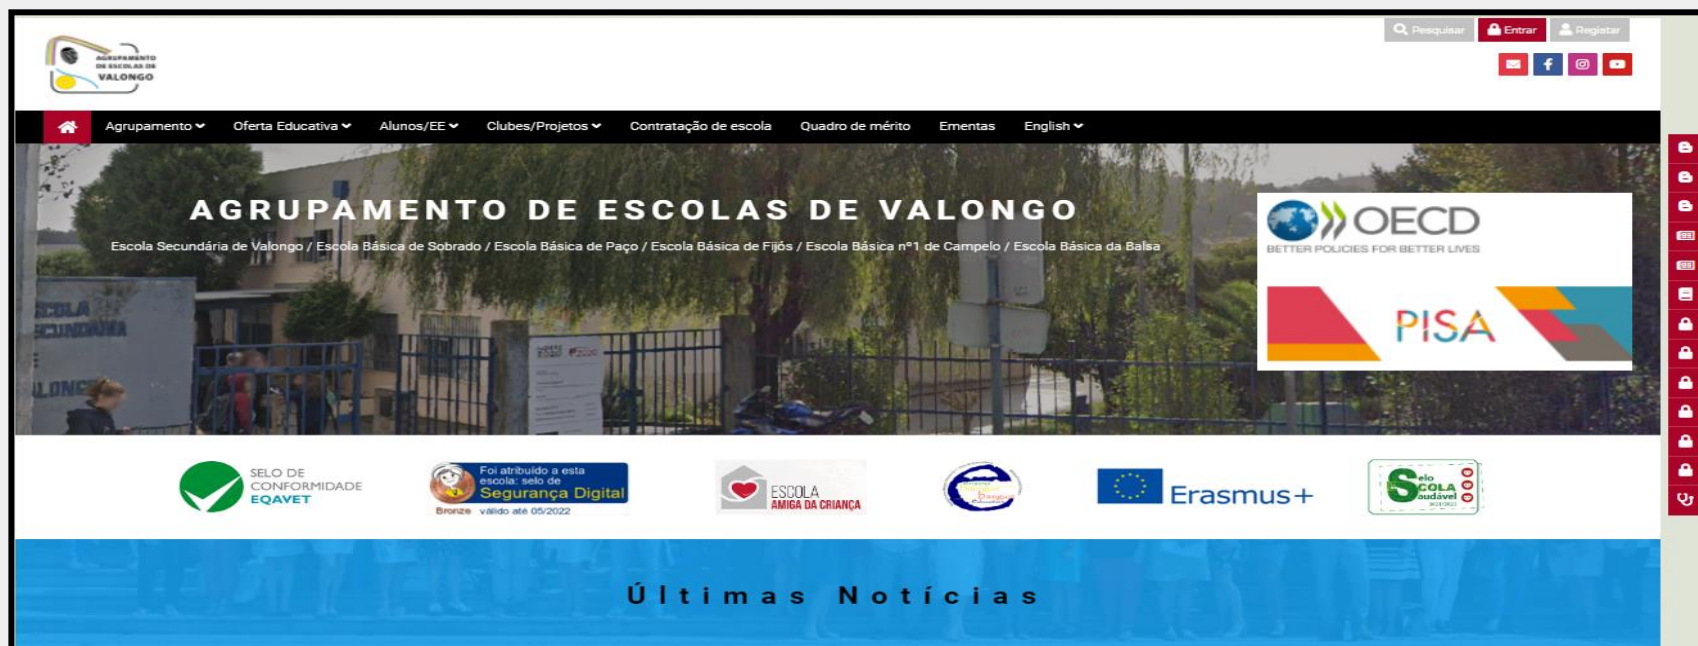 Pesquisar Entrar Registar
AGRUPAMENTO
DE ESCOLAS DE
VALONGO
Agrupamento Oferta Educativa Alunos/EE Clubes/Projetos Contratação de escola Quadro de mérito Ementas English
AGRUPAMENTO DE ESCOLAS DE VALONGO
Escola Secundária de Valongo / Escola Básica de Sobrado / Escola Básica de Paço / Escola Básica de Fijós / Escola Básica nº1 de Campelo / Escola Básica da Balsa
OECD
BETTER POLICIES FOR BETTER LIVES
PISA
ESCOLA
SECUNDÁRIA
SELO DE
CONFORMIDADE
EQAVET
Foi atribuído a esta
escola: selo de
Segurança Digital
Bronze válido até 05/2022
ESCOLA
AMIGA DA CRIANÇA
Erasmus+
Selo
ESCOLA
Saudável
Últimas Notícias